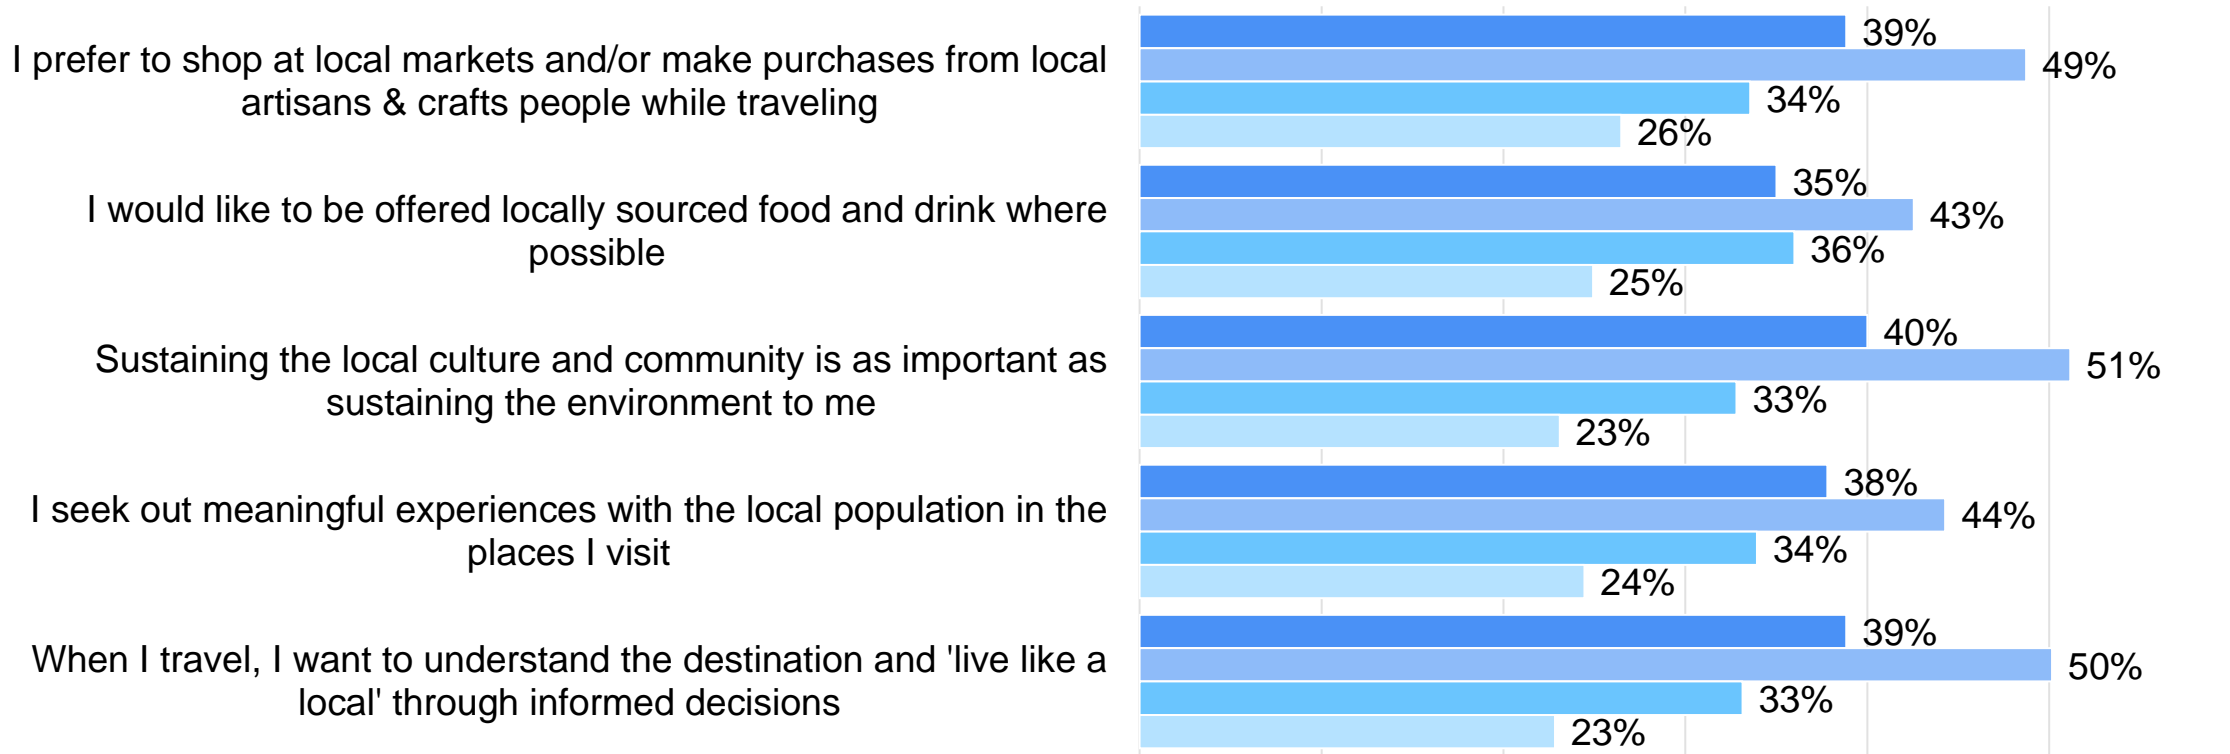 I prefer to shop at local markets and/or make purchases from local
artisans & crafts people while traveling
39%
49%
34%
26%
I would like to be offered locally sourced food and drink where
possible
35%
43%
36%
25%
Sustaining the local culture and community is as important as
sustaining the environment to me
40%
51%
33%
23%
I seek out meaningful experiences with the local population in the
places I visit
38%
44%
34%
24%
When I travel, I want to understand the destination and 'live like a
local' through informed decisions
39%
50%
33%
23%